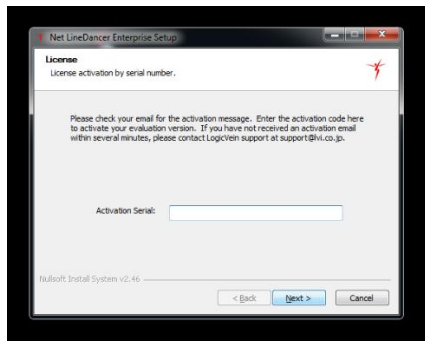 Net LineDancer Enterprise Setup
License
License activation by serial number.
Please check your email for the activation message. Enter the activation code here
to activate your evaluation version. If you have not received an activation email
within several minutes, please contact LogicVein support at support@lvi.co.jp.
Activation Serial:
Nullsoft Install System v2.46
< Back
Next >
Cancel